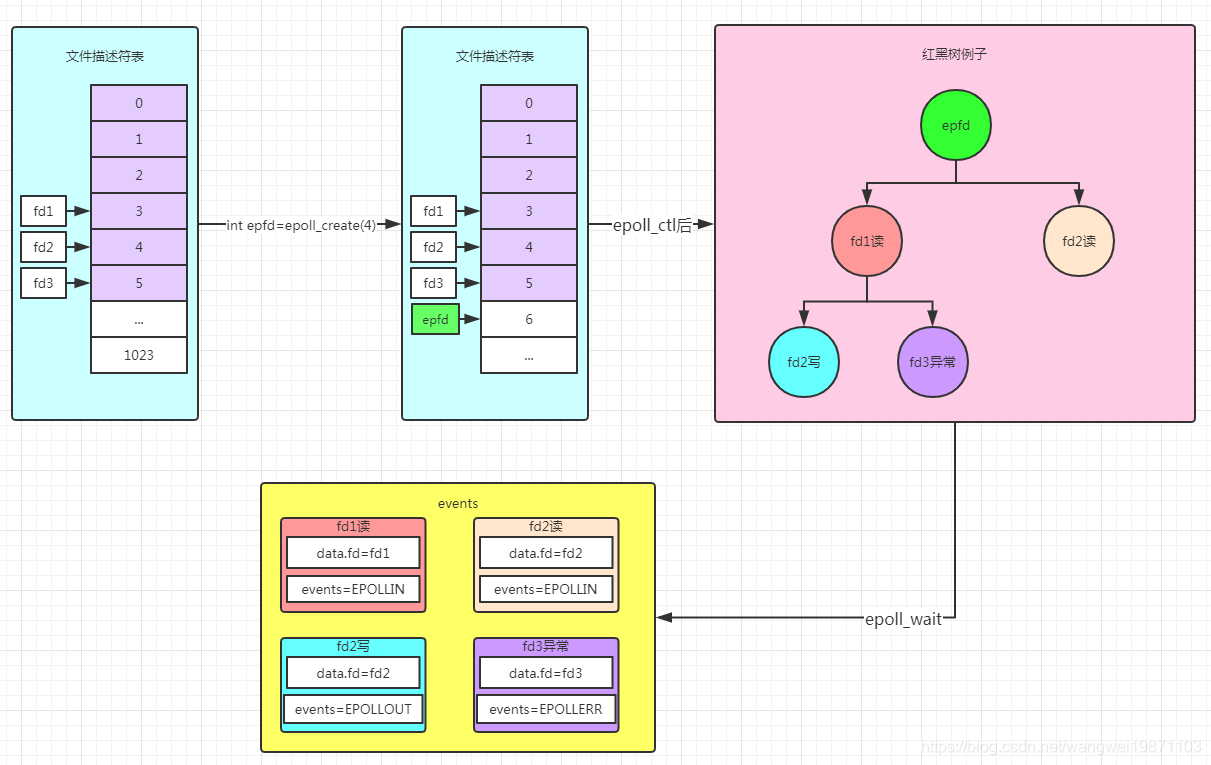 文件描述符表
0
1
2
fd1
3
fd2
4
fd3
5
...
1023
int epfd=epoll_create(4)
文件描述符表
0
1
2
fd1
3
fd2
4
fd3
5
epfd
6
...
epoll_ctl后
红黑树例子
epfd
fd1读
fd2读
fd2写
fd3异常
epoll_wait
events
fd1读
data.fd=fd1
events=EPOLLIN
fd2读
data.fd=fd2
events=EPOLLIN
fd2写
data.fd=fd2
events=EPOLLOUT
fd3异常
data.fd=fd3
events=EPOLLERR
https://blog.csdn.net/wangwei19871103